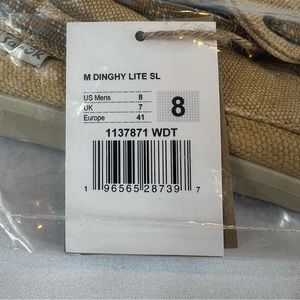 M DINGHY LITE SL
US Mens 8
UK 7
Europe 41
8
1137871 WDT
1 96565 28739 7